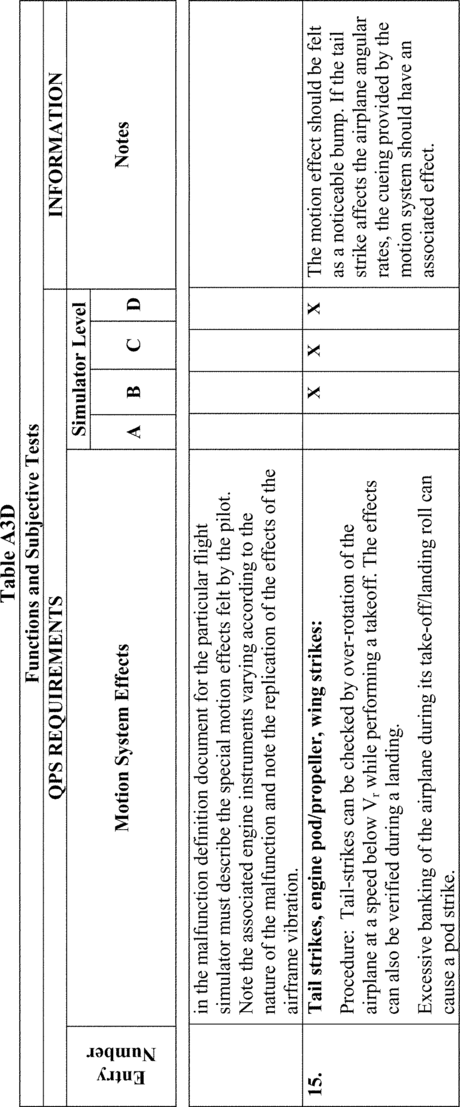 Table A3D
Functions and Subjective Tests
QPS REQUIREMENTS
INFORMATION
Entry
Number
Motion System Effects
Simulator Level
A B C D
Notes
in the malfunction definition document for the particular flight
simulator must describe the special motion effects felt by the pilot.
Note the associated engine instruments varying according to the
nature of the malfunction and note the replication of the effects of the
airframe vibration.
15.
Tail strikes, engine pod/propeller, wing strikes:
Procedure: Tail-strikes can be checked by over-rotation of the
airplane at a speed below Vr while performing a takeoff. The effects
can also be verified during a landing.
Excessive banking of the airplane during its take-off/landing roll can
cause a pod strike.
X X X
The motion effect should be felt
as a noticeable bump. If the tail
strike affects the airplane angular
rates, the cueing provided by the
motion system should have an
associated effect.